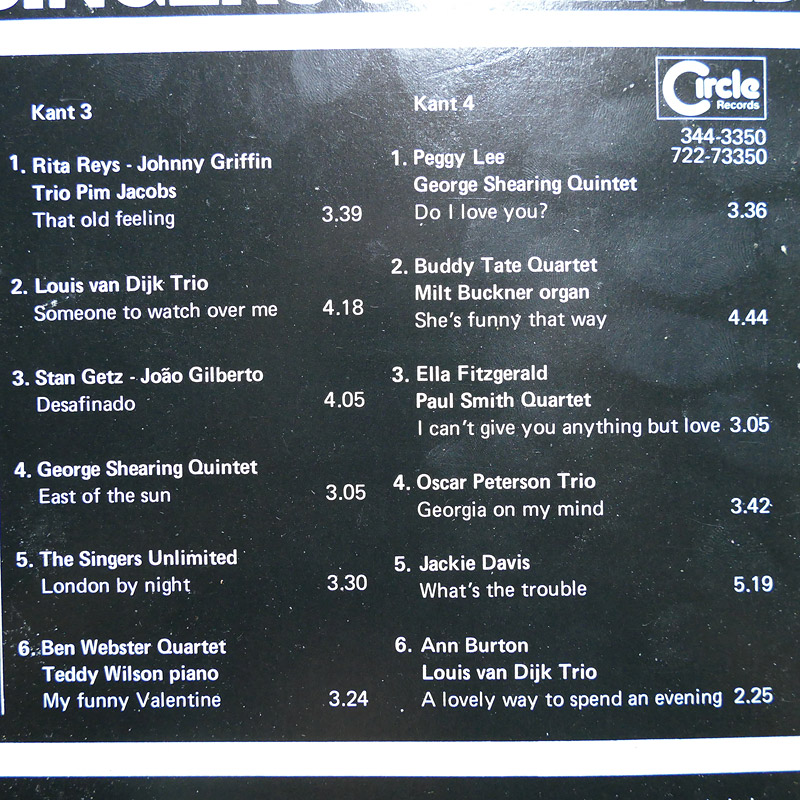 Kant 3
1. Rita Reys - Johnny Griffin
Trio Pim Jacobs
That old feeling 3.39
2. Louis van Dijk Trio
Someone to watch over me 4.18
3. Stan Getz - João Gilberto
Desafinado 4.05
4. George Shearing Quintet
East of the sun 3.05
5. The Singers Unlimited
London by night 3.30
6. Ben Webster Quartet
Teddy Wilson piano
My funny Valentine 3.24
Kant 4
Circle
Records
344-3350
722-73350
1. Peggy Lee
George Shearing Quintet
Do I love you? 3.36
2. Buddy Tate Quartet
Milt Buckner organ
She's funny that way 4.44
3. Ella Fitzgerald
Paul Smith Quartet
I can't give you anything but love 3.05
4. Oscar Peterson Trio
Georgia on my mind 3.42
5. Jackie Davis
What's the trouble 5.19
6. Ann Burton
Louis van Dijk Trio
A lovely way to spend an evening 2.25